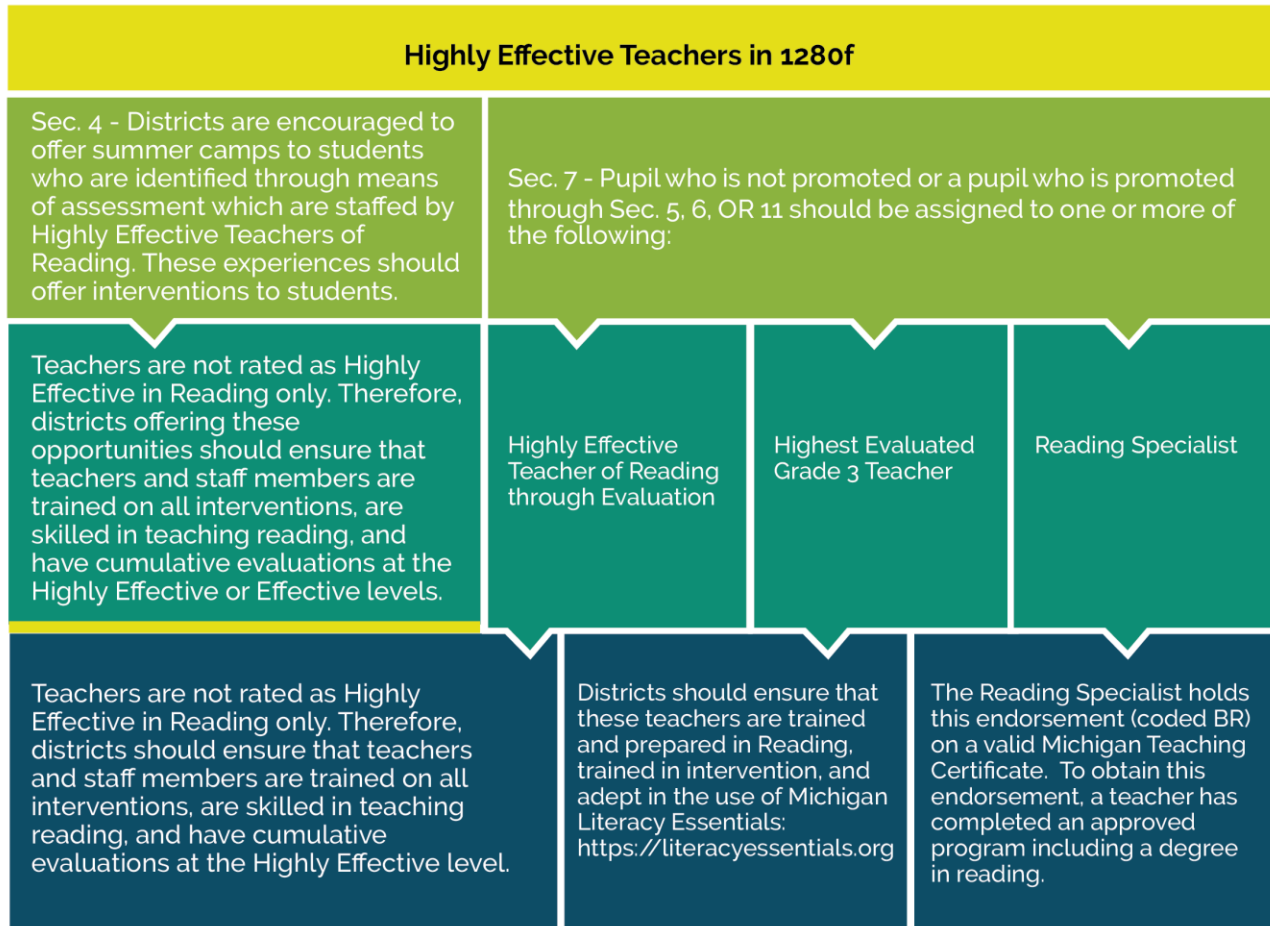 Highly Effective Teachers in 1280f
Sec. 4 - Districts are encouraged to
offer summer camps to students
who are identified through means
of assessment which are staffed by
Highly Effective Teachers of
Reading. These experiences should
offer interventions to students.
Sec. 7 - Pupil who is not promoted or a pupil who is promoted
through Sec. 5, 6, OR 11 should be assigned to one or more of
the following:
Teachers are not rated as Highly
Effective in Reading only. Therefore,
districts offering these
opportunities should ensure that
teachers and staff members are
trained on all interventions, are
skilled in teaching reading, and
have cumulative evaluations at the
Highly Effective or Effective levels.
Highly Effective
Teacher of Reading
through Evaluation
Highest Evaluated
Grade 3 Teacher
Reading Specialist
Teachers are not rated as Highly
Effective in Reading only. Therefore,
districts should ensure that teachers
and staff members are trained on all
interventions, are skilled in teaching
reading, and have cumulative
evaluations at the Highly Effective level.
Districts should ensure that
these teachers are trained
and prepared in Reading,
trained in intervention, and
adept in the use of Michigan
Literacy Essentials:
https://literacyessentials.org
The Reading Specialist holds
this endorsement (coded BR)
on a valid Michigan Teaching
Certificate. To obtain this
endorsement, a teacher has
completed an approved
program including a degree
in reading.